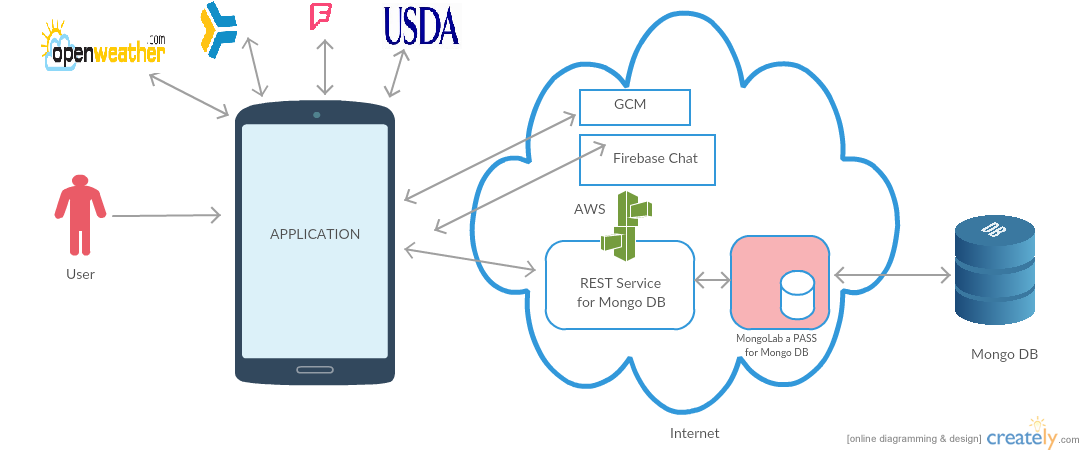 openweather.com
USDA
GCM
Firebase Chat
AWS
APPLICATION
User
REST Service
for Mongo DB
MongoLab a PASS
for Mongo DB
DB
Mongo DB
Internet
[online diagramming & design] creately.com